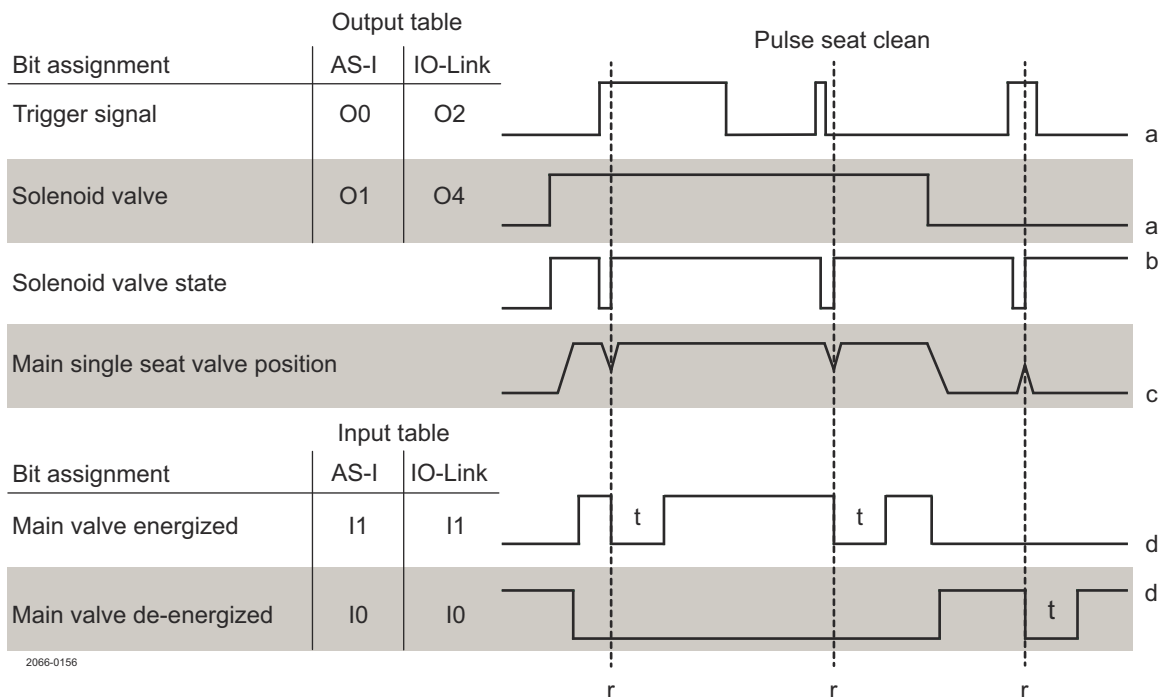 Output table
Pulse seat clean
Bit assignment AS-I IO-Link
Trigger signal O0 O2
a
Solenoid valve O1 O4
a
b
Solenoid valve state
Main single seat valve position
c
Input table
Bit assignment AS-I IO-Link
Main valve energized I1 I1 t t
d
d
Main valve de-energized I0 I0 t
2066-0156
r r r